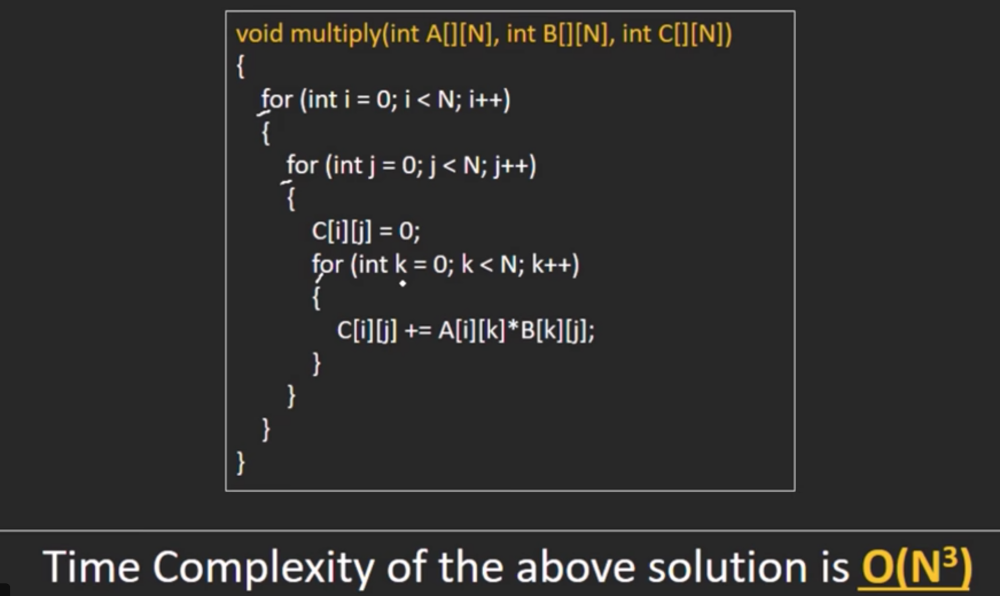 void multiply(int A[][N], int B[][N], int C[][N])
{
for (int i = 0; i < N; i++)
{
for (int j = 0; j < N; j++)
{
C[i][j] = 0;
for (int k = 0; k < N; k++)
{
C[i][j] += A[i][k]*B[k][j];
}
}
}
}
Time Complexity of the above solution is O(N³)